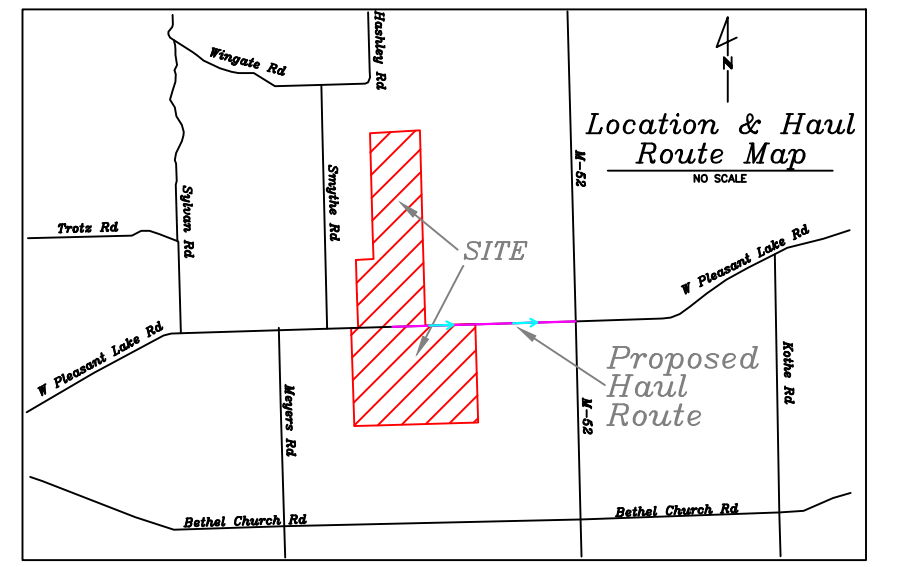 Hashley Rd
Wingate Rd
N
Location & Haul
Route Map
NO SCALE
M-52
Smythe Rd
Sylvan Rd
Trotz Rd
SITE
W Pleasant Lake Rd
W Pleasant Lake Rd
Proposed
Haul
Route
Kothe Rd
Meyers Rd
M-52
Bethel Church Rd
Bethel Church Rd